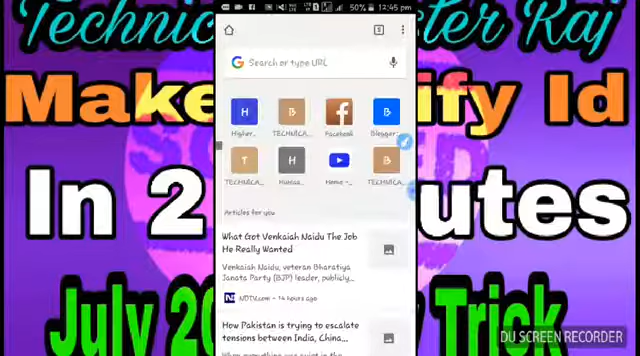 Technic
ter Raj
50% 12:45 pm
Make
ify Id
Search or type URL
H
B
f
B
Higher...
TECHNICA...
Facebook
Blogger:...
T
H
B
TECHNICA...
Home -...
TECHNICA...
In 2
utes
Articles for you
What Got Venkaiah Naidu The Job
He Really Wanted
Venkaiah Naidu, veteran Bharatiya
Janata Party (BJP) leader, publicly...
NDTV.com - 14 hours ago
July 20
Trick
How Pakistan is trying to escalate
tensions between India, China...
DU SCREEN RECORDER